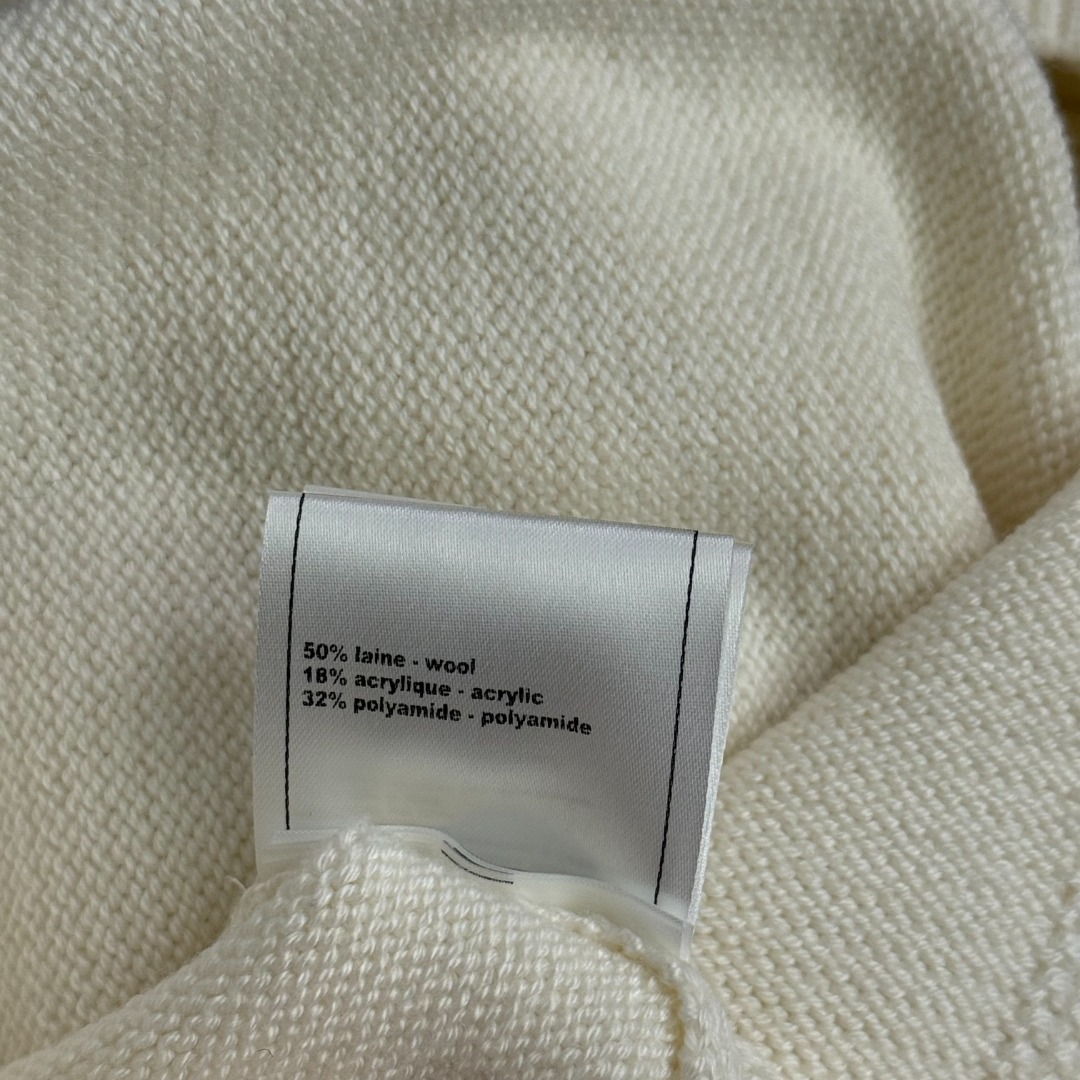 50% laine - wool
18% acrylique - acrylic
32% polyamide - polyamide